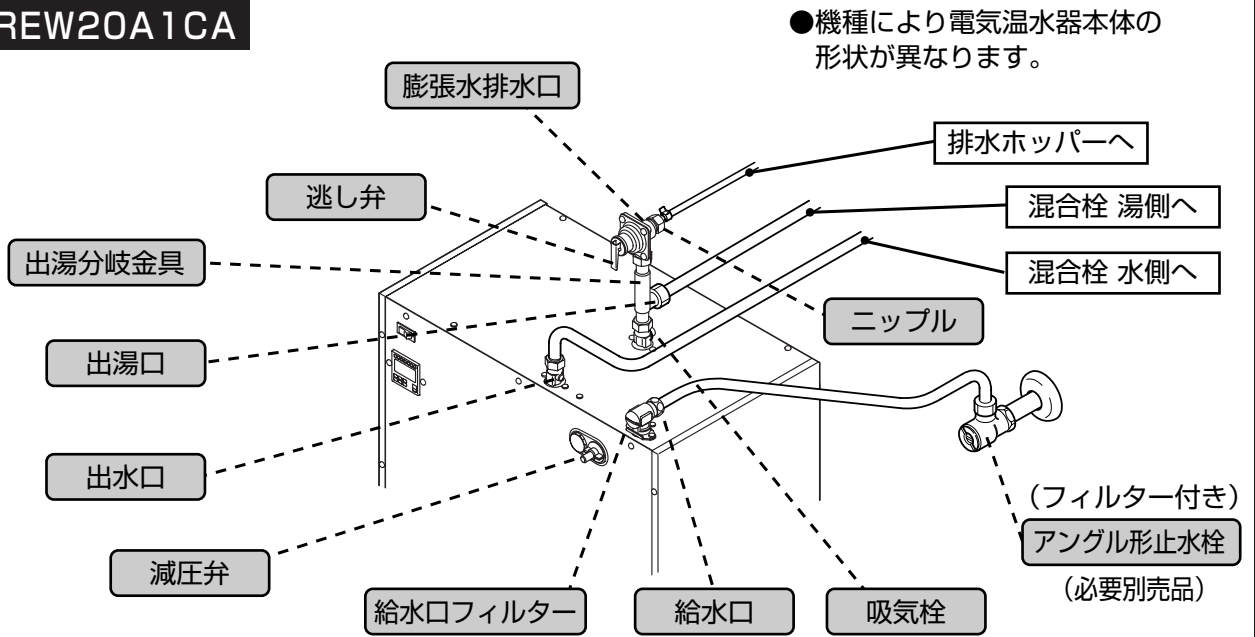 REW20A1CA
●機種により電気温水器本体の
形状が異なります。
膨張水排水口
排水ホッパーへ
逃し弁
混合栓 湯側へ
出湯分岐金具
混合栓 水側へ
ニップル
出湯口
出水口
(フィルター付き)
アングル形止水栓
(必要別売品)
減圧弁
給水口フィルター
給水口
吸気栓